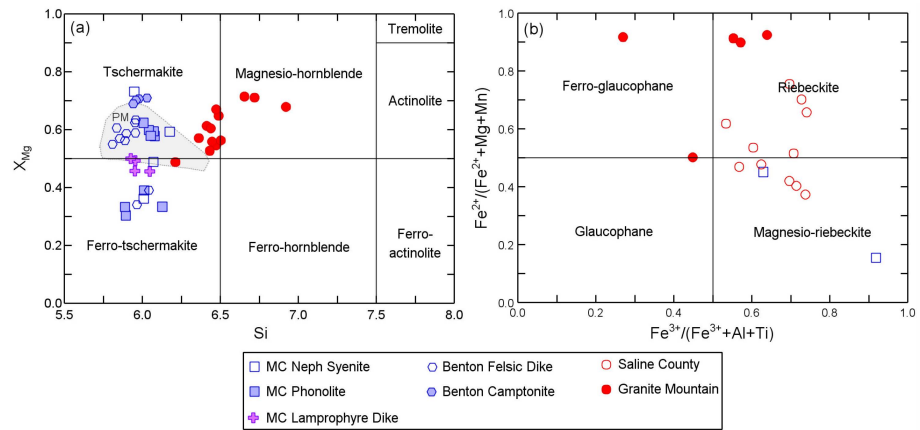 (a)
Tremolite
Tschermakite
Magnesio-hornblende
Actinolite
PM
Ferro-tschermakite
Ferro-hornblende
Ferro-
actinolite
1.0
0.8
0.6
0.4
0.2
0.0
X_Mg
5.5 6.0 6.5 7.0 7.5 8.0
Si
(b)
Ferro-glaucophane
Riebeckite
Glaucophane
Magnesio-riebeckite
1.0
0.8
0.6
0.4
0.2
0.0
Fe²⁺/(Fe²⁺+Mg+Mn)
0.0 0.2 0.4 0.6 0.8 1.0
Fe³⁺/(Fe³⁺+Al+Ti)
MC Neph Syenite Benton Felsic Dike Saline County
MC Phonolite Benton Camptonite Granite Mountain
MC Lamprophyre Dike